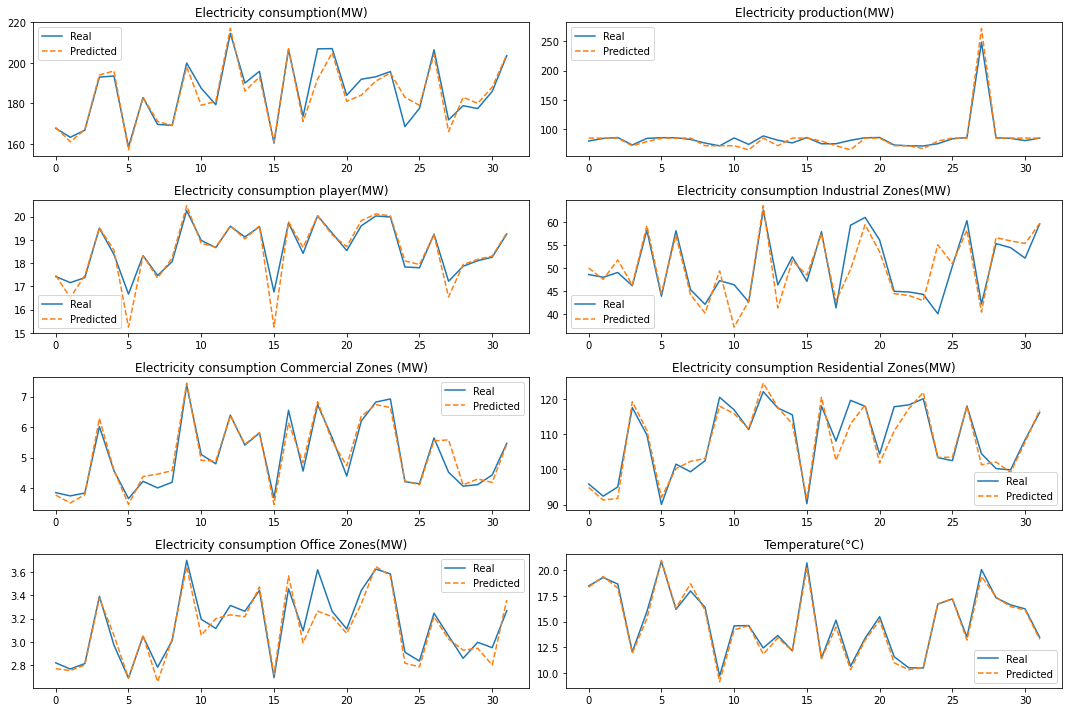 Electricity consumption(MW)
220
200
180
160
Real
Predicted
0 5 10 15 20 25 30
Electricity production(MW)
250
200
150
100
Real
Predicted
0 5 10 15 20 25 30
Electricity consumption player(MW)
20
19
18
17
16
15
Real
Predicted
0 5 10 15 20 25 30
Electricity consumption Industrial Zones(MW)
60
55
50
45
40
Real
Predicted
0 5 10 15 20 25 30
Electricity consumption Commercial Zones (MW)
7
6
5
4
Real
Predicted
0 5 10 15 20 25 30
Electricity consumption Residential Zones(MW)
120
110
100
90
Real
Predicted
0 5 10 15 20 25 30
Electricity consumption Office Zones(MW)
3.6
3.4
3.2
3.0
2.8
Real
Predicted
0 5 10 15 20 25 30
Temperature(°C)
20.0
17.5
15.0
12.5
10.0
Real
Predicted
0 5 10 15 20 25 30